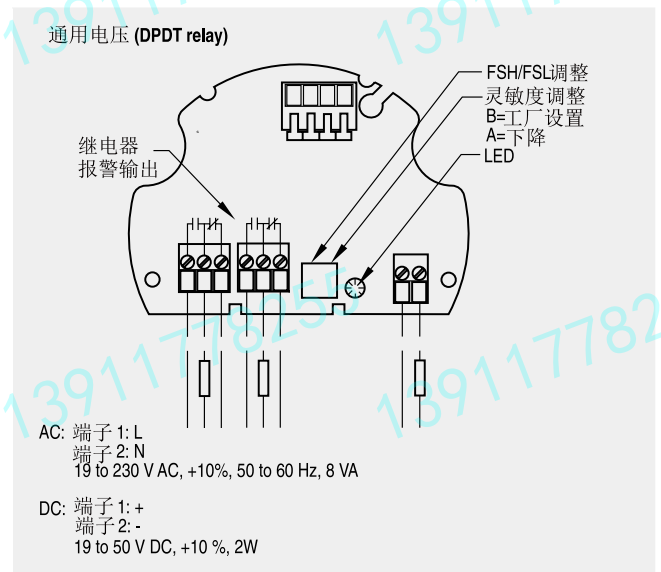 通用电压 (DPDT relay)
FSH/FSL调整
灵敏度调整
B=工厂设置
A=下降
LED
继电器
报警输出
13911778255
13911778255
AC: 端子 1: L
端子 2: N
19 to 230 V AC, +10%, 50 to 60 Hz, 8 VA
DC: 端子 1: +
端子 2: -
19 to 50 V DC, +10 %, 2W